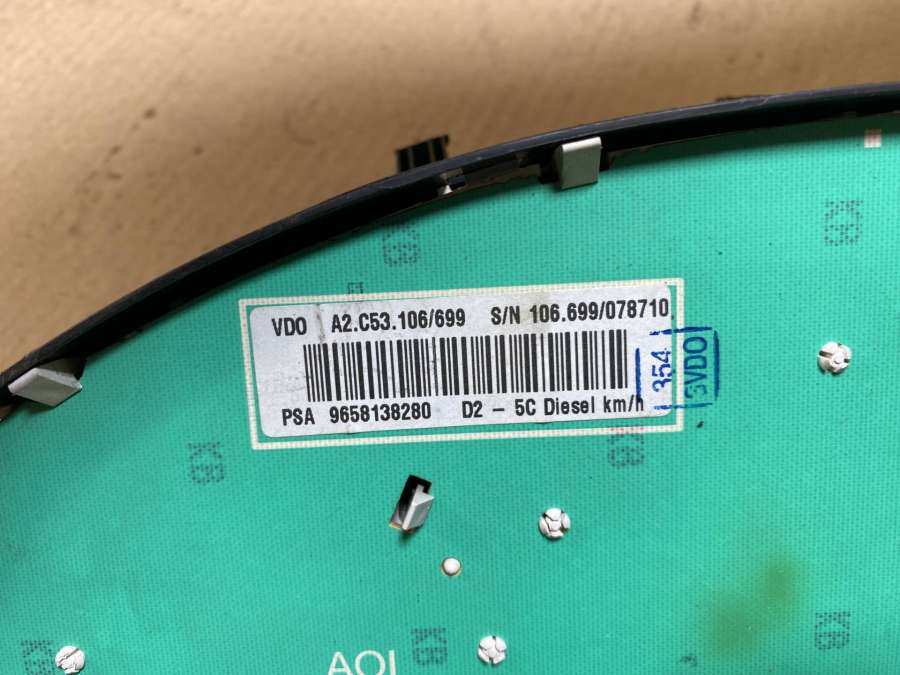 VDO A2.C53.106/699 S/N 106.699/078710
PSA 9658138280 D2 - 5C Diesel km/h
354
VDO
KB
KB
KB
KB
KB
KB
KB
AOI